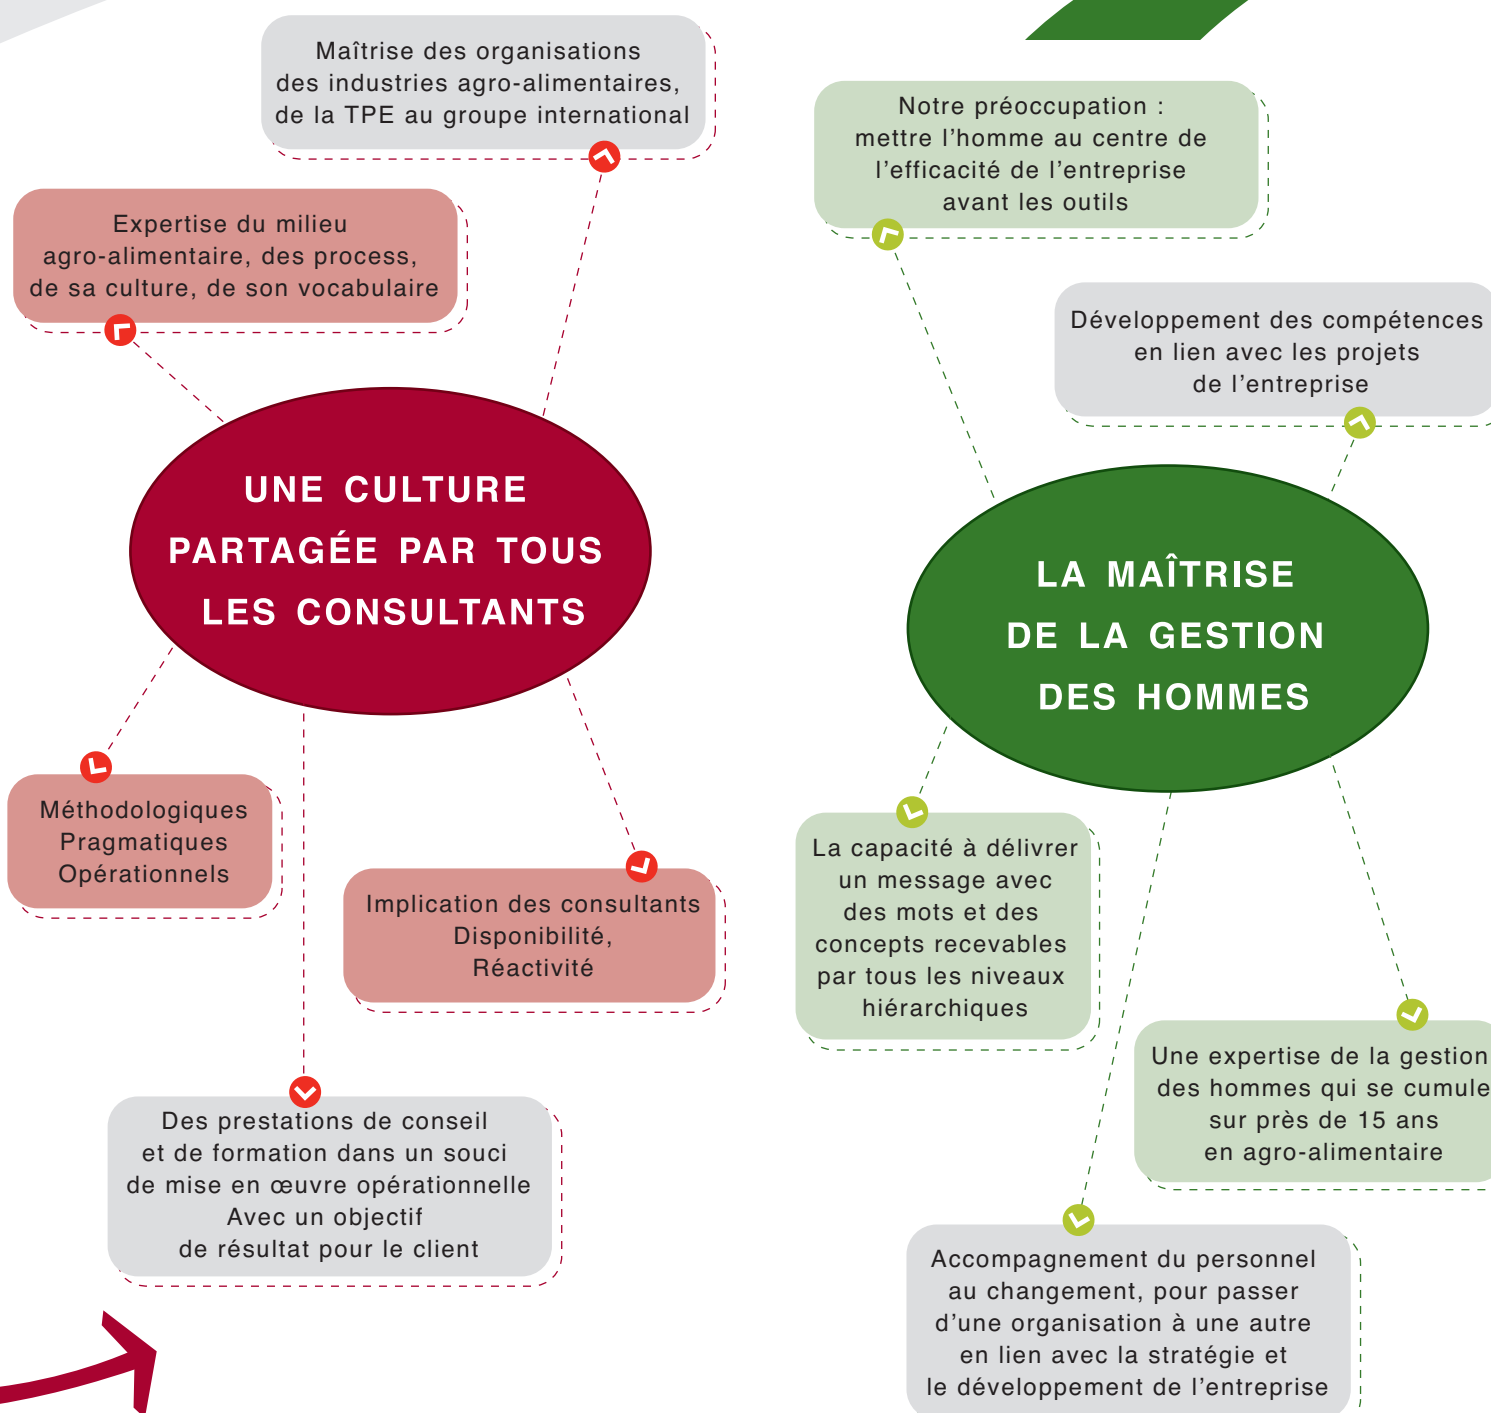 Maîtrise des organisations
des industries agro-alimentaires,
de la TPE au groupe international
Expertise du milieu
agro-alimentaire, des process,
de sa culture, de son vocabulaire
UNE CULTURE
PARTAGÉE PAR TOUS
LES CONSULTANTS
Méthodologiques
Pragmatiques
Opérationnels
Implication des consultants
Disponibilité,
Réactivité
Des prestations de conseil
et de formation dans un souci
de mise en œuvre opérationnelle
Avec un objectif
de résultat pour le client
Notre préoccupation :
mettre l’homme au centre de
l’efficacité de l’entreprise
avant les outils
Développement des compétences
en lien avec les projets
de l’entreprise
LA MAÎTRISE
DE LA GESTION
DES HOMMES
La capacité à délivrer
un message avec
des mots et des
concepts recevables
par tous les niveaux
hiérarchiques
Une expertise de la gestion
des hommes qui se cumule
sur près de 15 ans
en agro-alimentaire
Accompagnement du personnel
au changement, pour passer
d’une organisation à une autre
en lien avec la stratégie et
le développement de l’entreprise